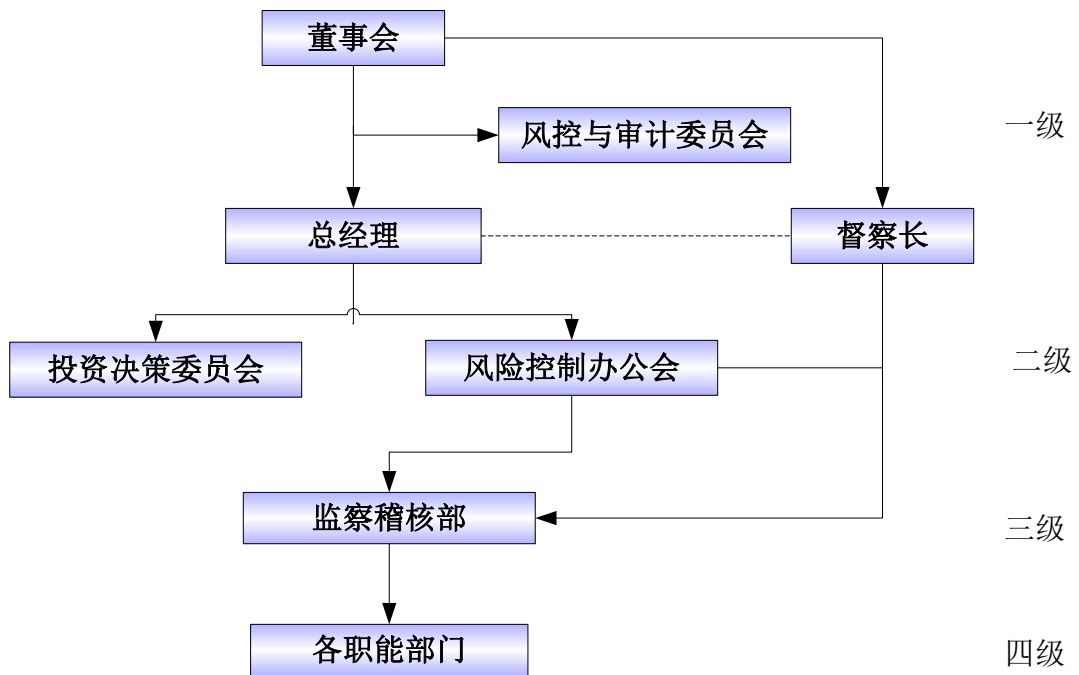 董事会
风控与审计委员会
一级
总经理
督察长
投资决策委员会
风险控制办公会
二级
监察稽核部
三级
各职能部门
四级